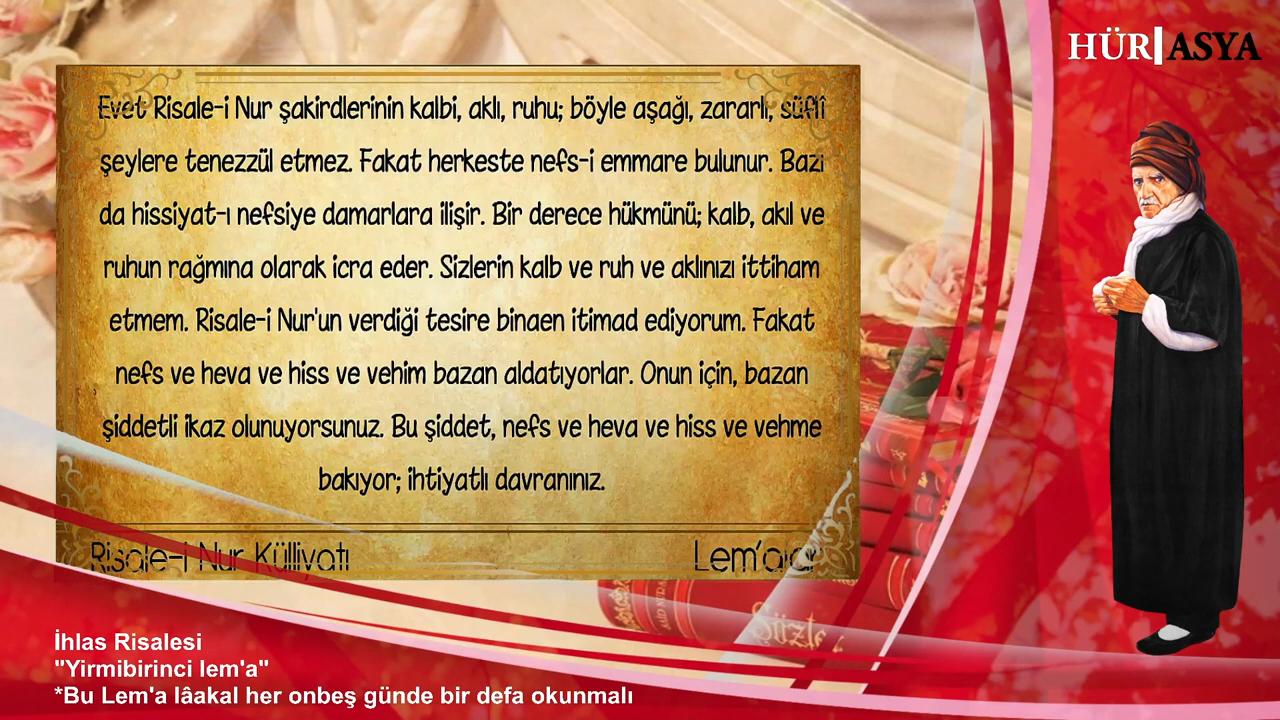 HÜR ASYA
Evet Risale-i Nur şakirdlerinin kalbi, aklı, ruhu; böyle aşağı, zararlı, süflî
şeylere tenezzül etmez. Fakat herkeste nefs-i emmare bulunur. Bazı
da hissiyat-ı nefsiye damarlara ilişir. Bir derece hükmünü; kalb, akıl ve
ruhun rağmına olarak icra eder. Sizlerin kalb ve ruh ve aklınızı ittiham
etmem. Risale-i Nur'un verdiği tesire binaen itimad ediyorum. Fakat
nefs ve heva ve hiss ve vehim bazan aldatıyorlar. Onun için, bazan
şiddetli ikaz olunuyorsunuz. Bu şiddet, nefs ve heva ve hiss ve vehme
bakıyor; ihtiyatlı davranınız.
Risale-i Nur Külliyatı
Lem'alar
İhlas Risalesi
"Yirmibirinci lem'a"
*Bu Lem'a lâakal her onbeş günde bir defa okunmalı